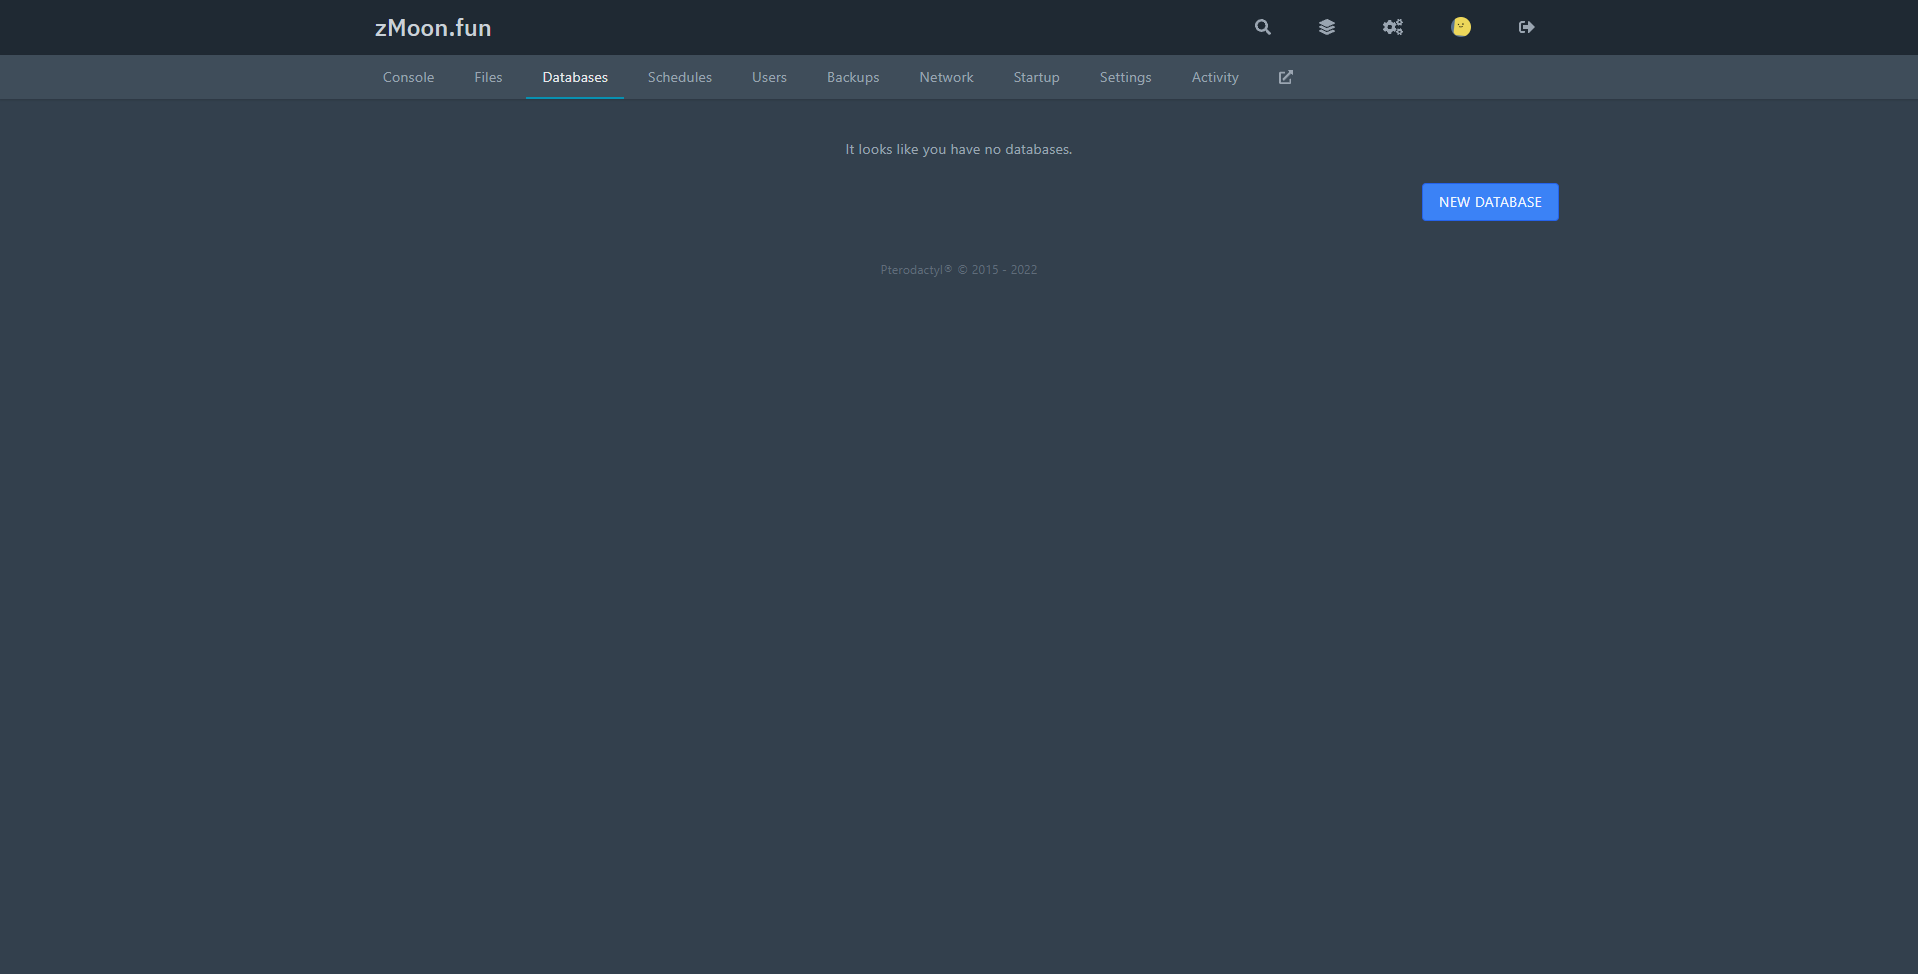 zMoon.fun
Console Files Databases Schedules Users Backups Network Startup Settings Activity
It looks like you have no databases.
NEW DATABASE
Pterodactyl® © 2015 - 2022